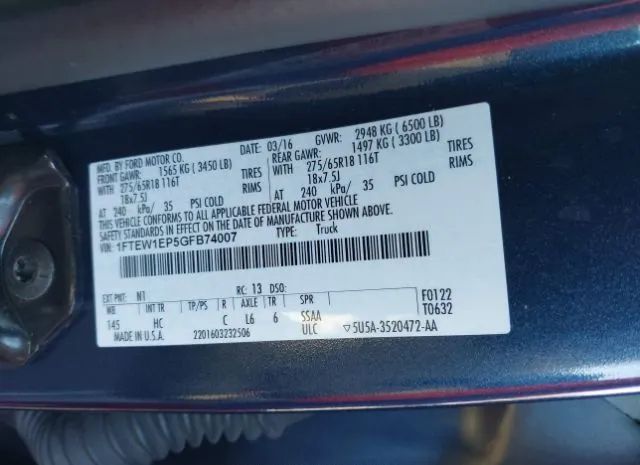 MFD. BY FORD MOTOR CO.
DATE: 03/16 GVWR: 2948 KG ( 6500 LB)
FRONT GAWR: 1565 KG ( 3450 LB) REAR GAWR: 1497 KG ( 3300 LB)
WITH 275/65R18 116T TIRES WITH 275/65R18 116T TIRES
18x7.5J RIMS 18x7.5J RIMS
AT 240 kPa/ 35 PSI COLD AT 240 kPa/ 35 PSI COLD
THIS VEHICLE CONFORMS TO ALL APPLICABLE FEDERAL MOTOR VEHICLE
SAFETY STANDARDS IN EFFECT ON THE DATE OF MANUFACTURE SHOWN ABOVE.
VIN: 1FTEW1EP5GFB74007 TYPE: Truck
EXT PNT: N1 RC: 13 DSO: F0122
WB INT TR TP/PS R AXLE TR SPR T0632
145 HC C L6 6 SSAA
MADE IN U.S.A. 2201603232506 ULC ▽5U5A-3520472-AA